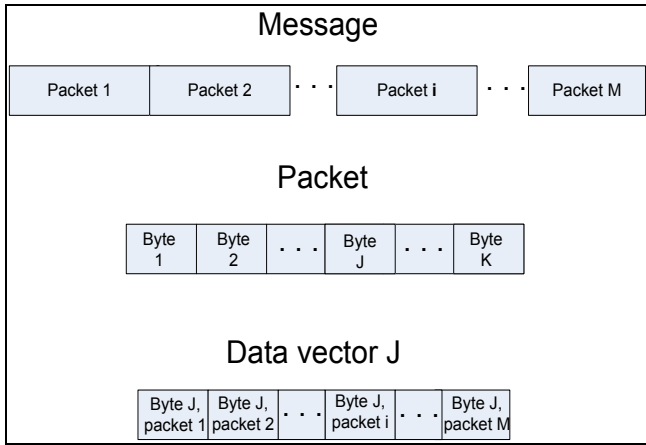 Message
Packet 1 Packet 2 . . . Packet i . . . Packet M
Packet
Byte 1 Byte 2 . . . Byte J . . . Byte K
Data vector J
Byte J, packet 1 Byte J, packet 2 . . . Byte J, packet i . . . Byte J, packet M